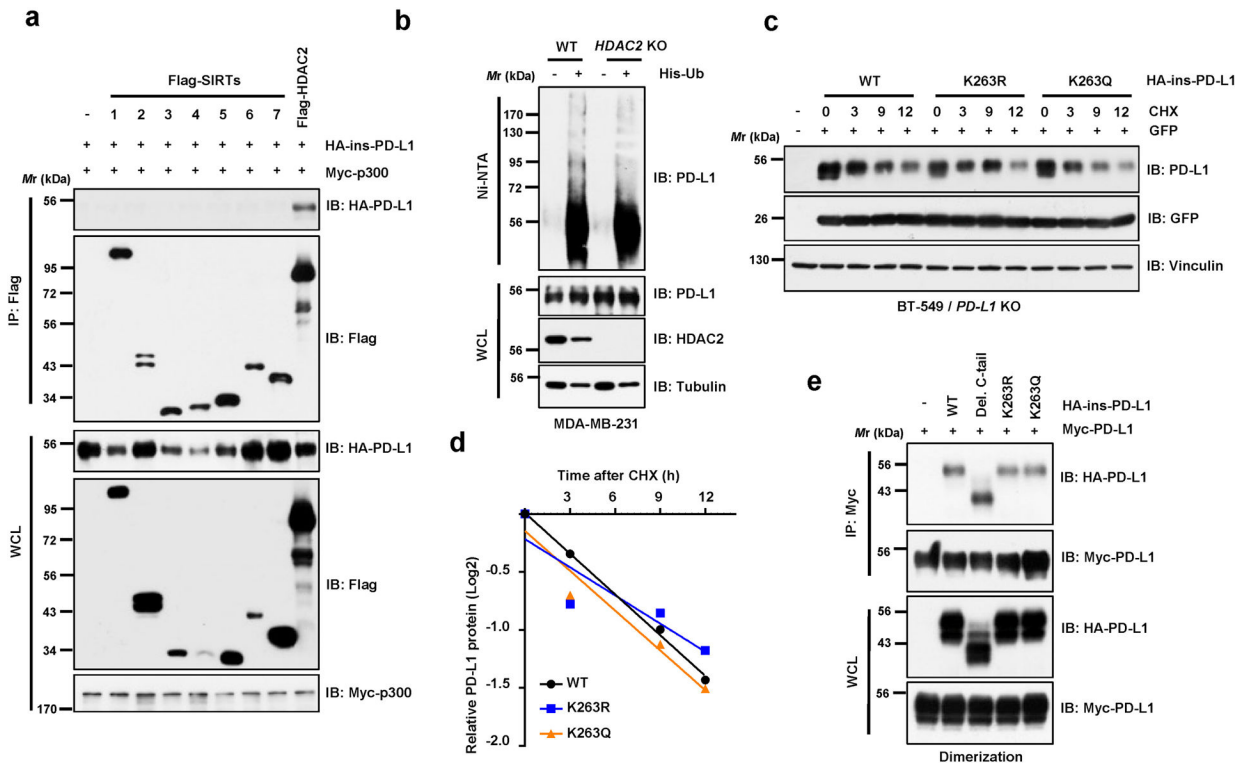 a
Flag-SIRTs
Flag-HDAC2
- 1 2 3 4 5 6 7
+ + + + + + + + + HA-ins-PD-L1
+ + + + + + + + + Myc-p300
Mr (kDa)
IP: Flag
56 IB: HA-PD-L1
95
72
56
IB: Flag
43
34
WCL
56 IB: HA-PD-L1
95
72
56
IB: Flag
43
34
IB: Myc-p300
170
b
WT HDAC2 KO
Mr (kDa) - + - + His-Ub
Ni-NTA
170
130
95
IB: PD-L1
72
56
WCL
56 IB: PD-L1
IB: HDAC2
56
56
IB: Tubulin
MDA-MB-231
c
WT K263R K263Q HA-ins-PD-L1
- 0 3 9 12 0 3 9 12 0 3 9 12 CHX
- + + + + + + + + + + + + GFP
Mr (kDa)
56 IB: PD-L1
26 IB: GFP
130 IB: Vinculin
BT-549 / PD-L1 KO
d
Time after CHX (h)
3 6 9 12
Relative PD-L1 protein (Log2)
-0.5
-1.0
-1.5
-2.0
WT
K263R
K263Q
e
- WT Del. C-tail K263R K263Q HA-ins-PD-L1
+ + + + + Myc-PD-L1
Mr (kDa)
IP: Myc
56
IB: HA-PD-L1
43
56 IB: Myc-PD-L1
WCL
56
IB: HA-PD-L1
43
56
IB: Myc-PD-L1
Dimerization